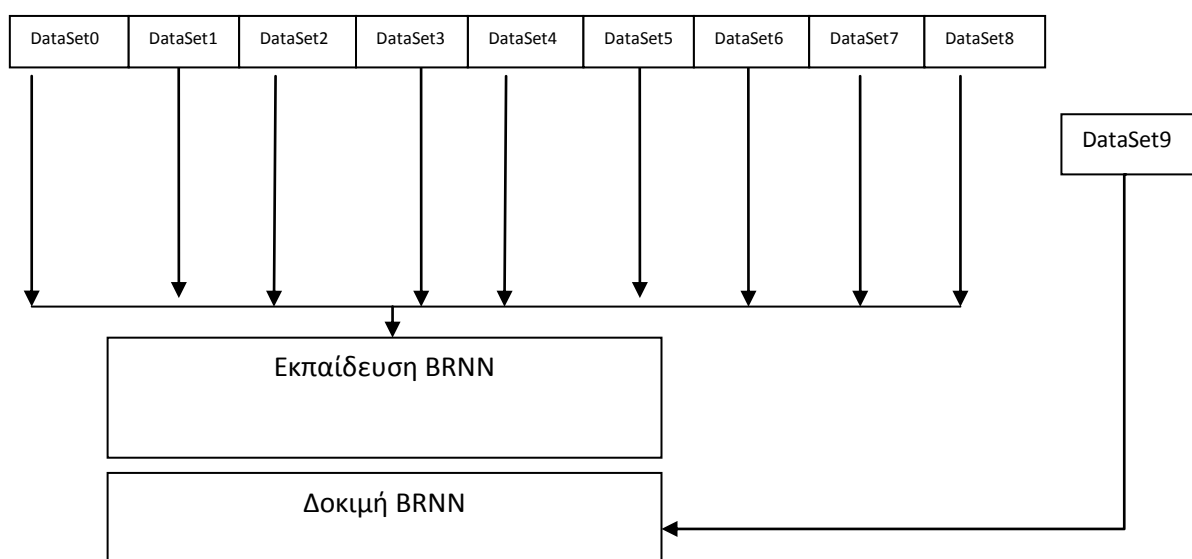 DataSet0 DataSet1 DataSet2 DataSet3 DataSet4 DataSet5 DataSet6 DataSet7 DataSet8
DataSet9
Εκπαίδευση BRNN
Δοκιμή BRNN